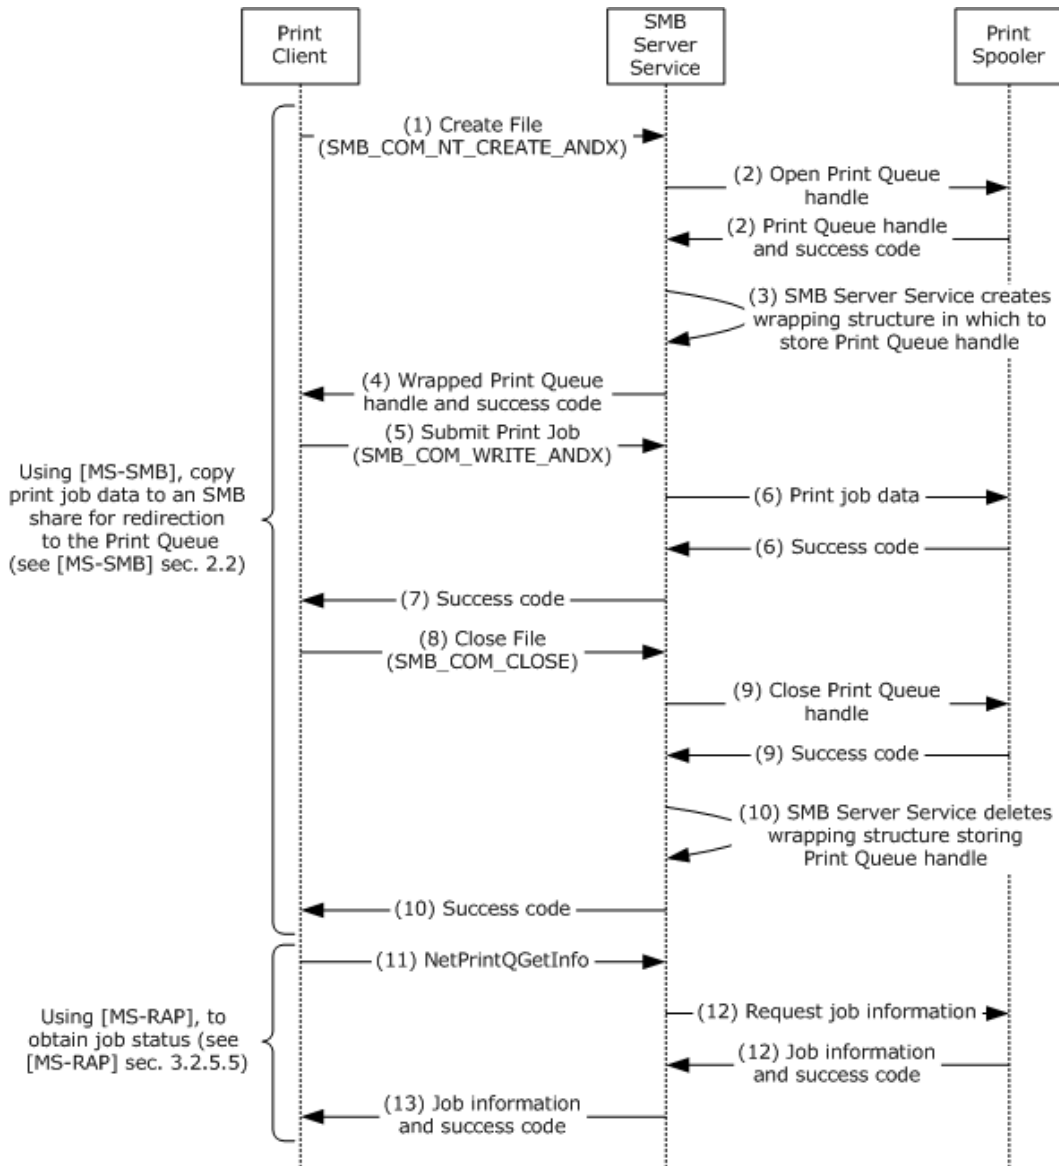 Print
Client
SMB
Server
Service
Print
Spooler
(1) Create File
(SMB_COM_NT_CREATE_ANDX)
(2) Open Print Queue
handle
(2) Print Queue handle
and success code
(3) SMB Server Service creates
wrapping structure in which to
store Print Queue handle
(4) Wrapped Print Queue
handle and success code
(5) Submit Print Job
(SMB_COM_WRITE_ANDX)
Using [MS-SMB], copy
print job data to an SMB
share for redirection
to the Print Queue
(see [MS-SMB] sec. 2.2)
(6) Print job data
(6) Success code
(7) Success code
(8) Close File
(SMB_COM_CLOSE)
(9) Close Print Queue
handle
(9) Success code
(10) SMB Server Service deletes
wrapping structure storing
Print Queue handle
(10) Success code
(11) NetPrintQGetInfo
Using [MS-RAP], to
obtain job status (see
[MS-RAP] sec. 3.2.5.5)
(12) Request job information
(12) Job information
and success code
(13) Job information
and success code